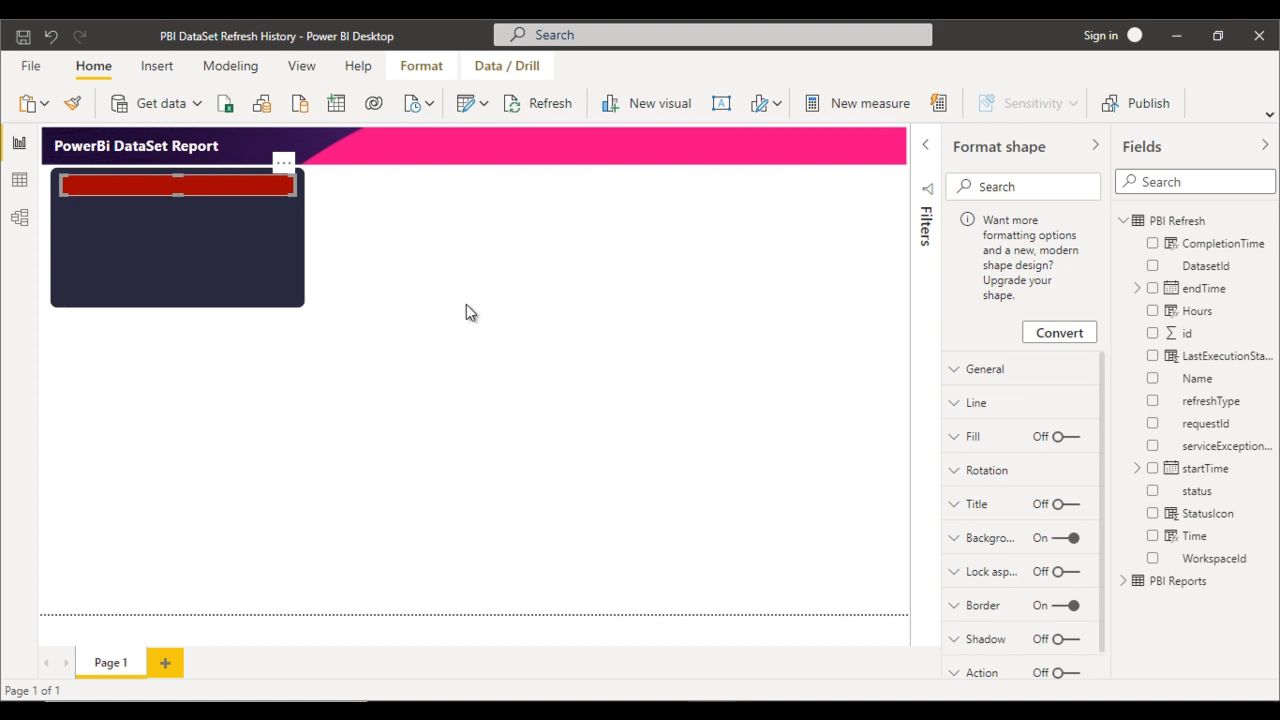 PBI DataSet Refresh History - Power BI Desktop
Search
Sign in
File
Home
Insert
Modeling
View
Help
Format
Data / Drill
Get data
Refresh
New visual
New measure
Sensitivity
Publish
PowerBi DataSet Report
...
Filters
Format shape
Search
Want more
formatting options
and a new, modern
shape design?
Upgrade your
shape.
Convert
General
Line
Fill Off
Rotation
Title Off
Backgro... On
Lock asp... Off
Border On
Shadow Off
Action Off
Fields
Search
PBI Refresh
CompletionTime
DatasetId
endTime
Hours
id
LastExecutionSta...
Name
refreshType
requestId
serviceException...
startTime
status
StatusIcon
Time
WorkspaceId
PBI Reports
Page 1
Page 1 of 1